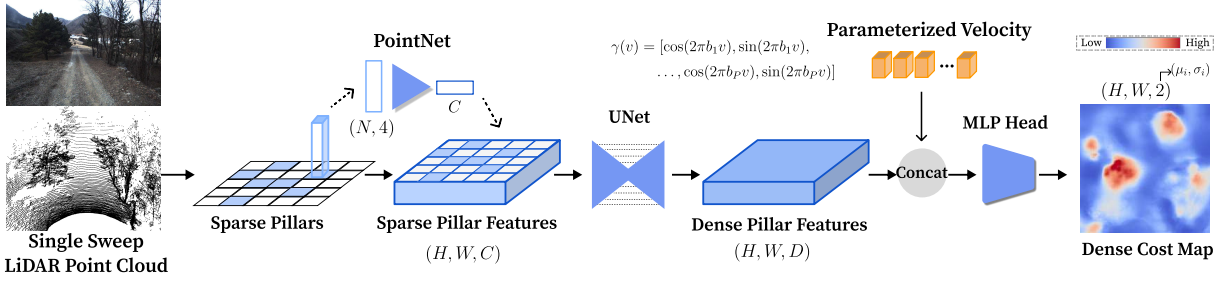 Single Sweep
LiDAR Point Cloud
Sparse Pillars
PointNet
(N, 4)
C
Sparse Pillar Features
(H, W, C)
UNet
γ(v) = [cos(2πb₁v), sin(2πb₁v),
…, cos(2πb_Pv), sin(2πb_Pv)]
Dense Pillar Features
(H, W, D)
Parameterized Velocity
...
Concat
MLP Head
Low High
(μᵢ, σᵢ)
(H, W, 2)
Dense Cost Map